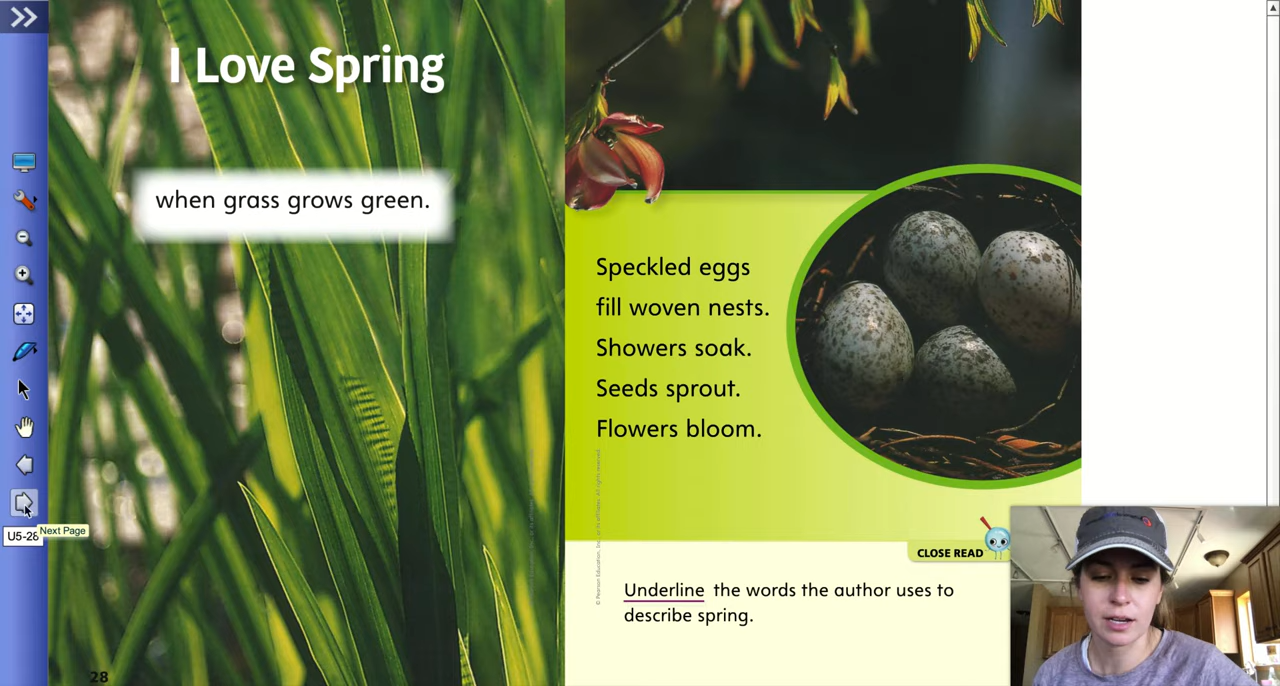 I Love Spring
when grass grows green.
Speckled eggs
fill woven nests.
Showers soak.
Seeds sprout.
Flowers bloom.
CLOSE READ
Underline the words the author uses to
describe spring.
28
U5-28
Next Page